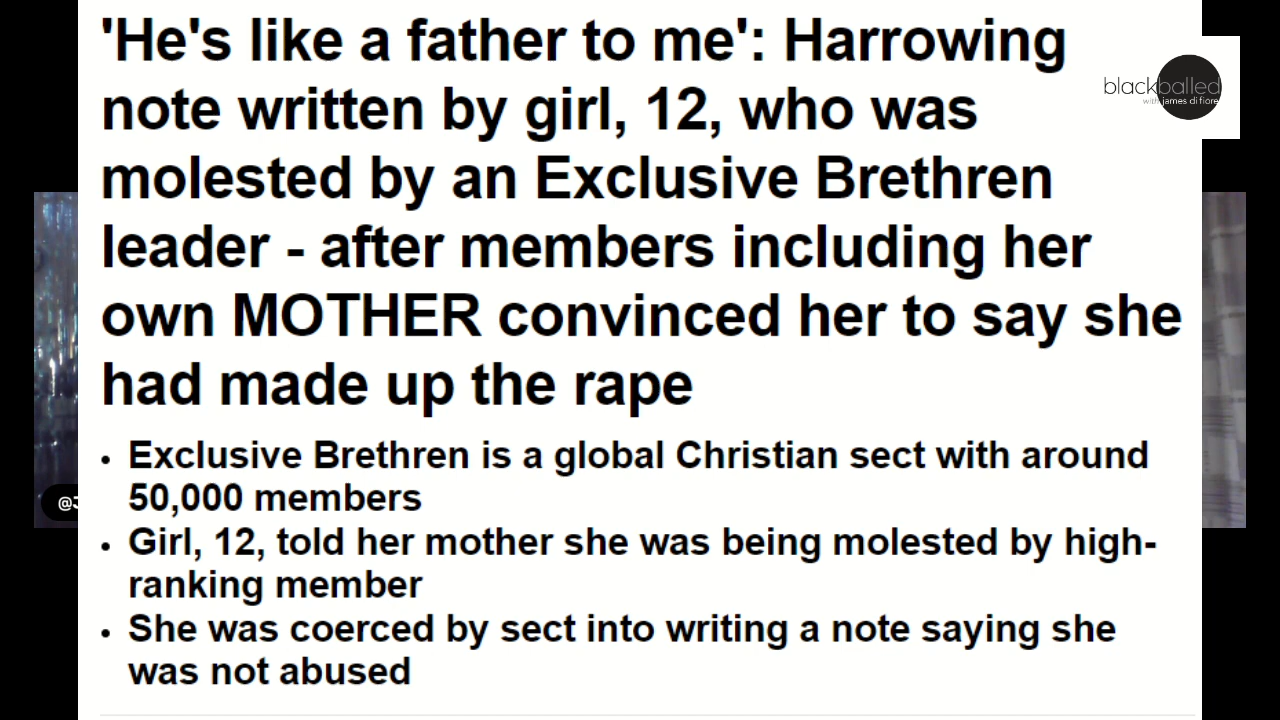 'He's like a father to me': Harrowing
note written by girl, 12, who was
molested by an Exclusive Brethren
leader - after members including her
own MOTHER convinced her to say she
had made up the rape
• Exclusive Brethren is a global Christian sect with around
50,000 members
• Girl, 12, told her mother she was being molested by high-
ranking member
• She was coerced by sect into writing a note saying she
was not abused
blackballed
with james di fiore